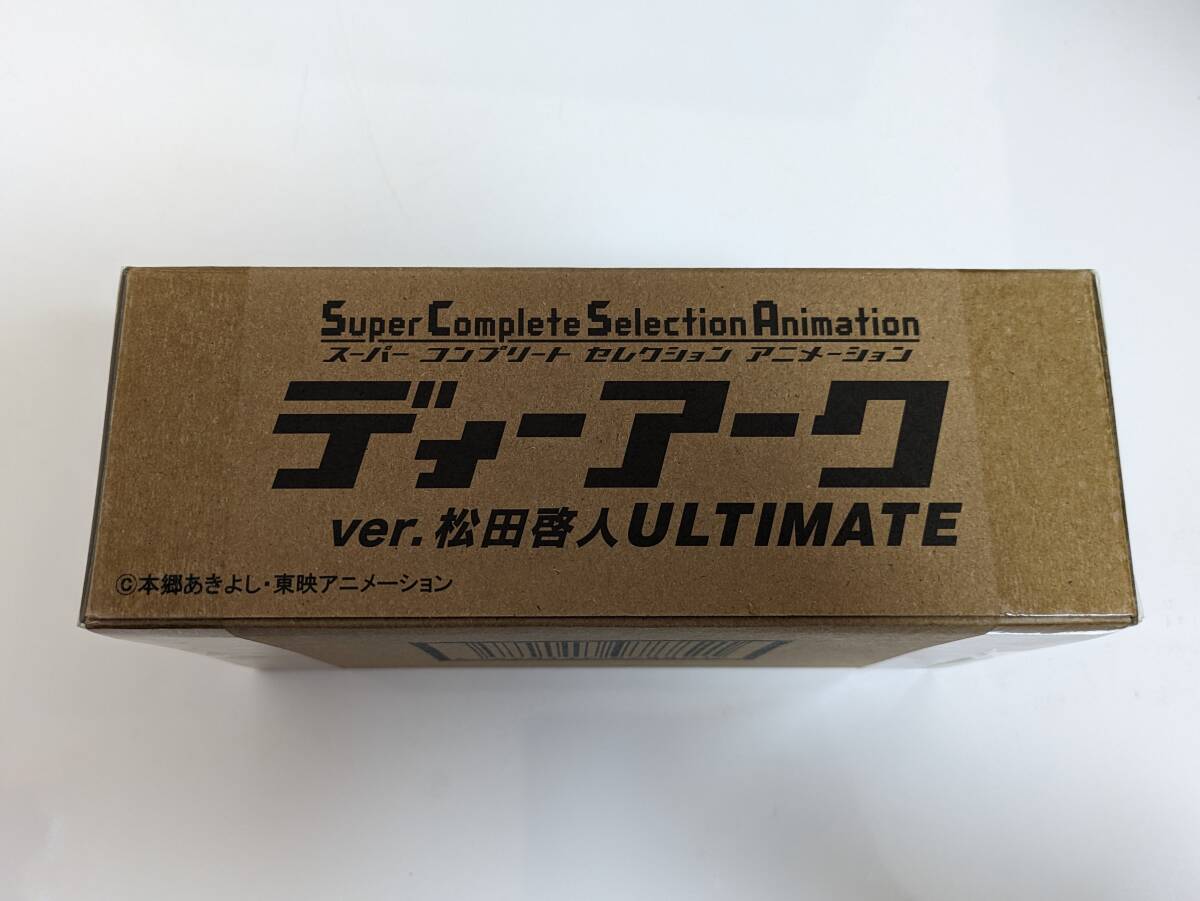 Super Complete Selection Animation
スーパー コンプリート セレクション アニメーション
ディーアーク
ver.松田啓人ULTIMATE
©本郷あきよし・東映アニメーション